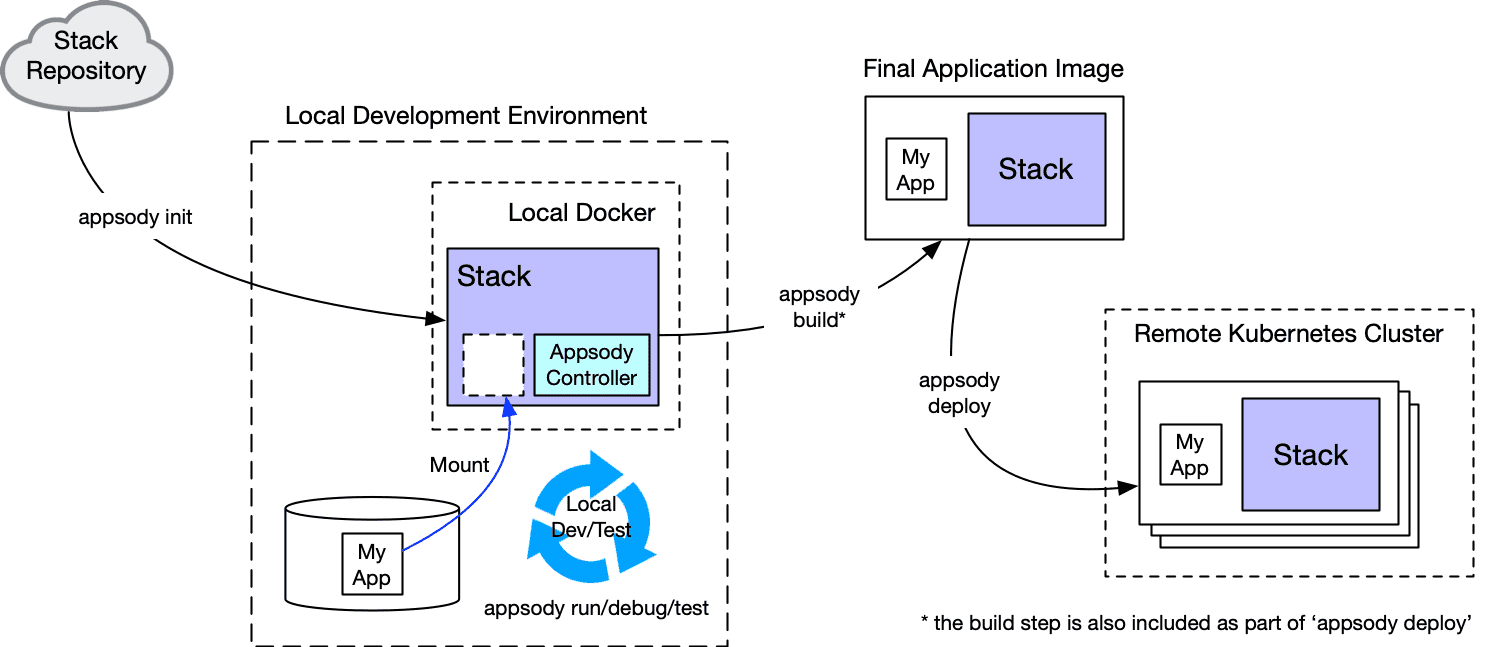 Stack
Repository
appsody init
Local Development Environment
Local Docker
Stack
Appsody
Controller
Mount
My
App
Local
Dev/Test
appsody run/debug/test
appsody
build*
Final Application Image
My
App
Stack
appsody
deploy
Remote Kubernetes Cluster
My
App
Stack
* the build step is also included as part of ‘appsody deploy’